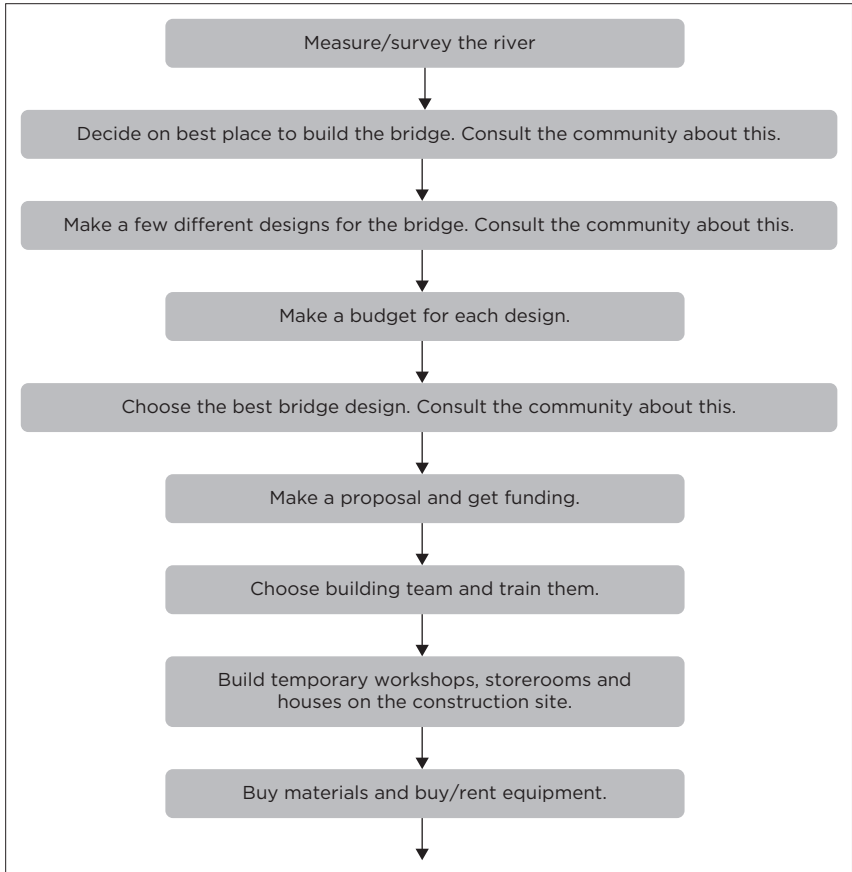 Measure/survey the river
Decide on best place to build the bridge. Consult the community about this.
Make a few different designs for the bridge. Consult the community about this.
Make a budget for each design.
Choose the best bridge design. Consult the community about this.
Make a proposal and get funding.
Choose building team and train them.
Build temporary workshops, storerooms and
houses on the construction site.
Buy materials and buy/rent equipment.